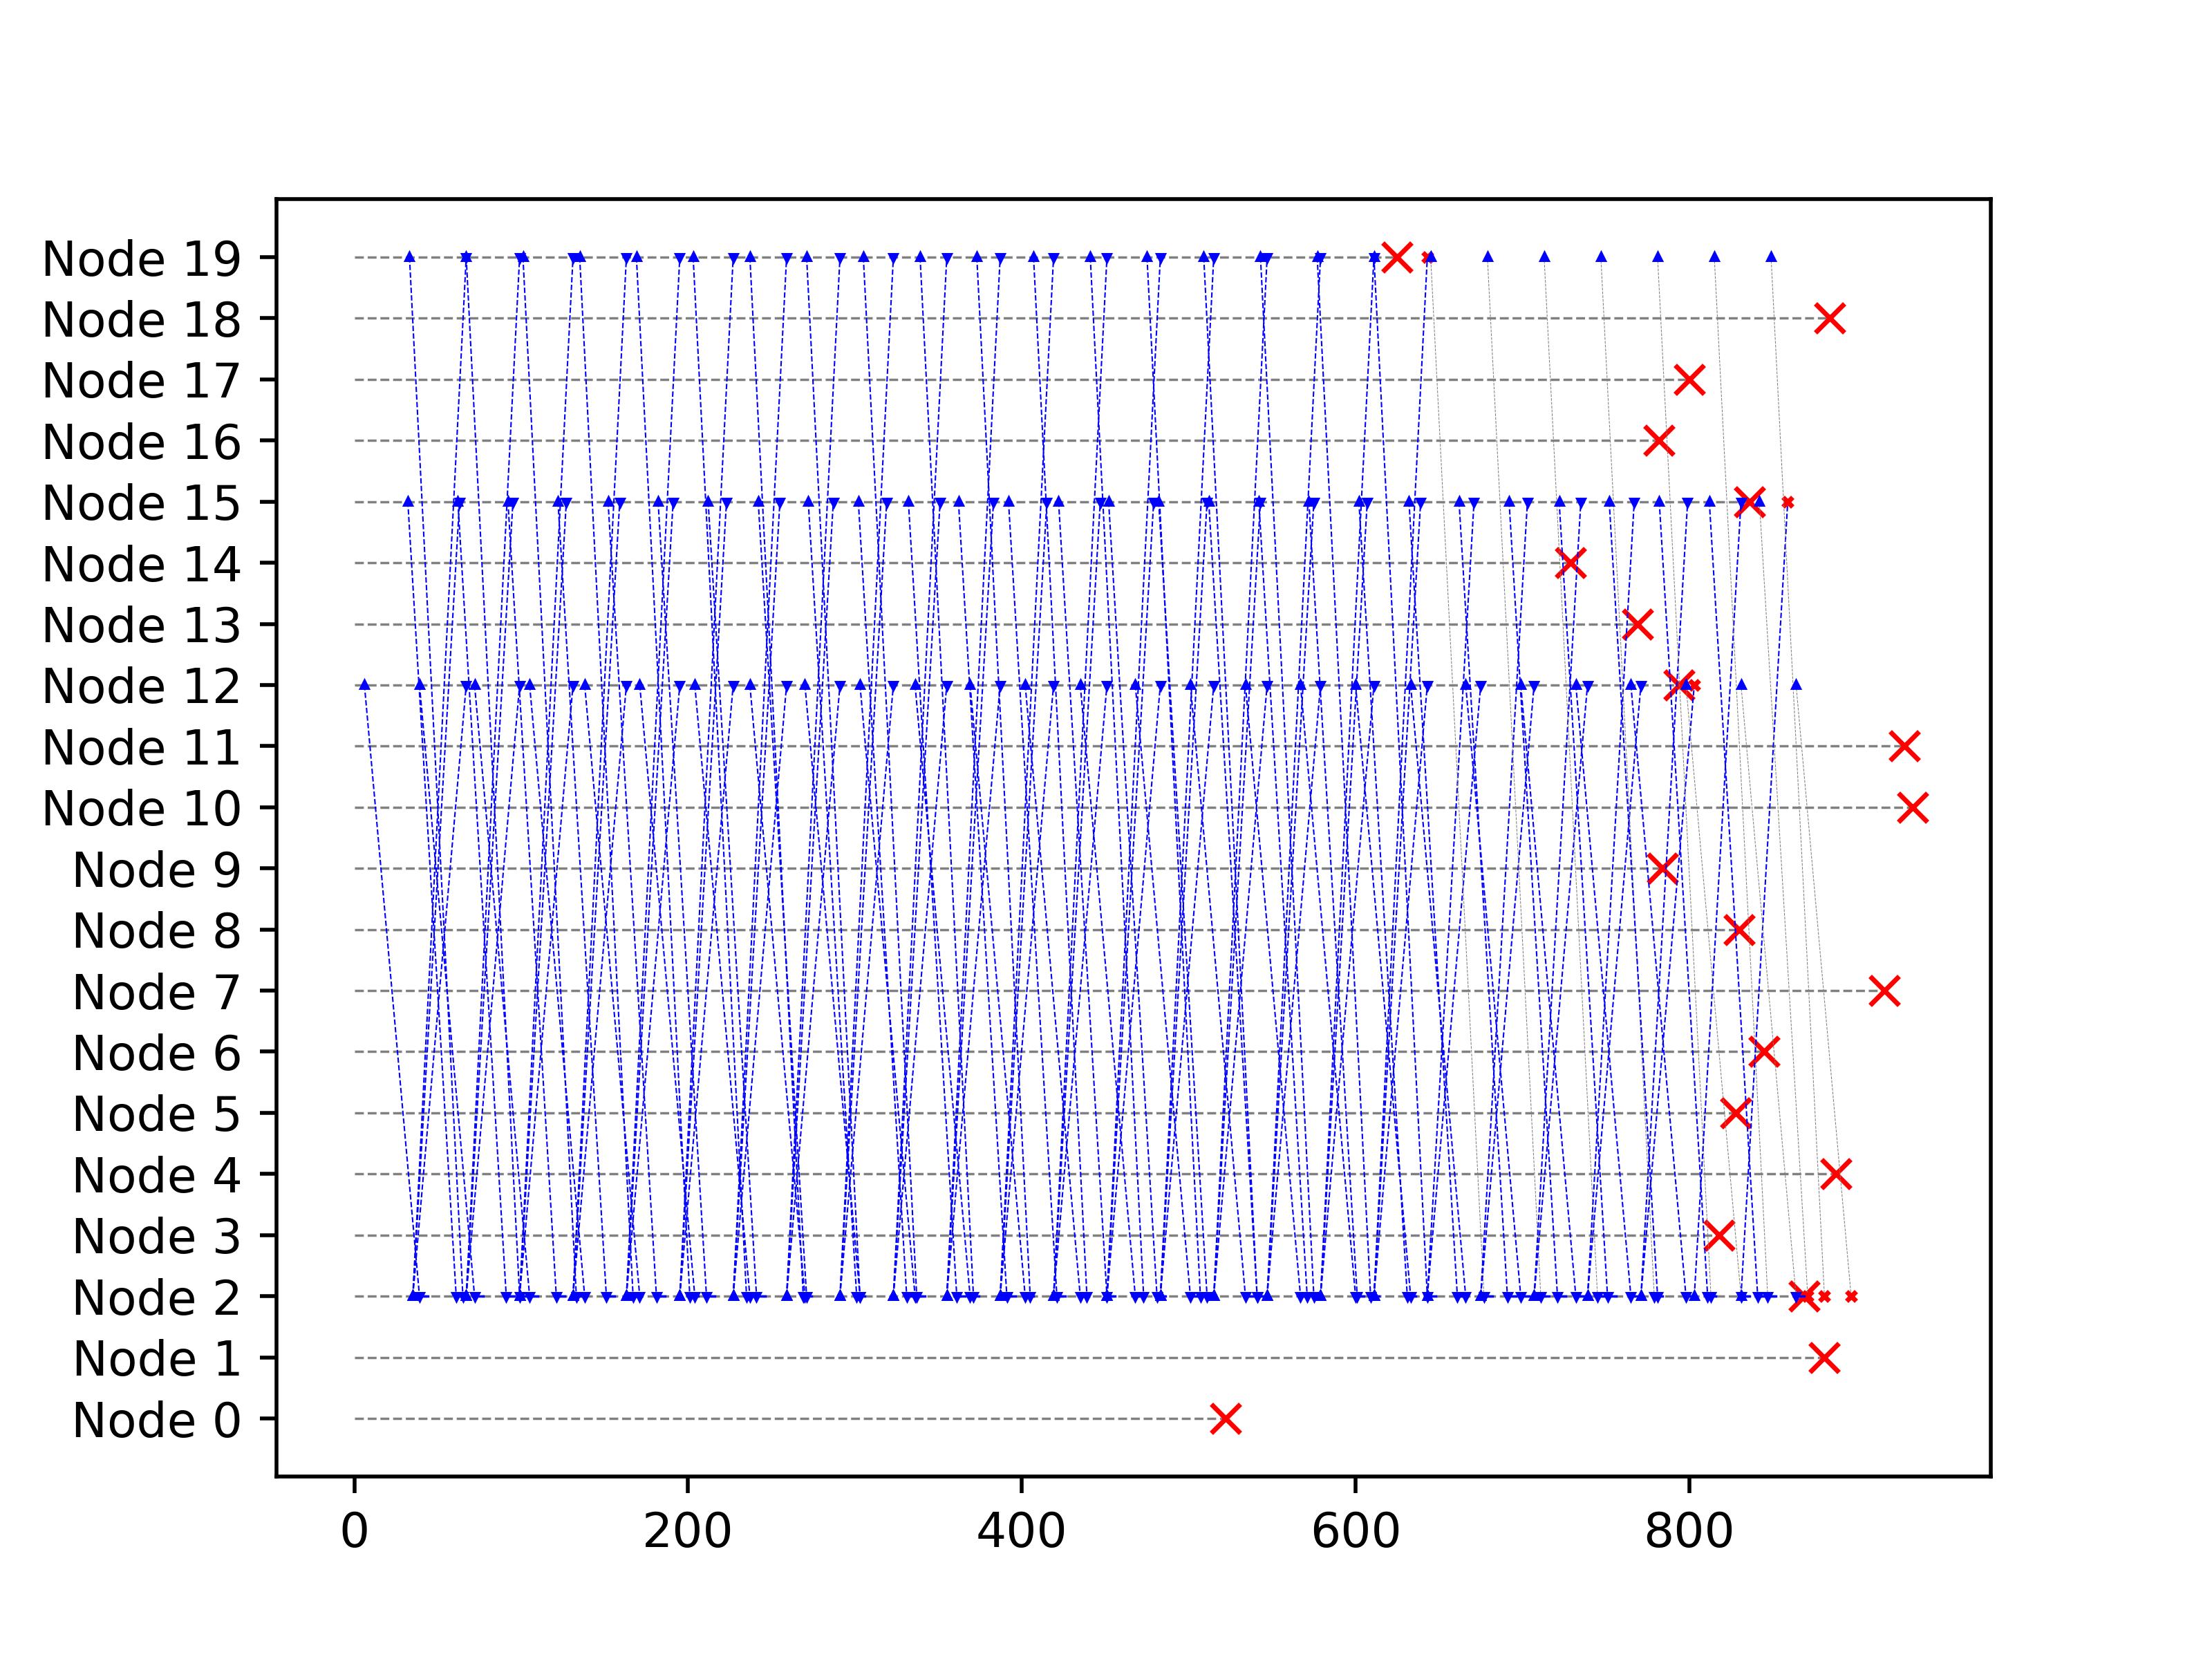 Node 19
Node 18
Node 17
Node 16
Node 15
Node 14
Node 13
Node 12
Node 11
Node 10
Node 9
Node 8
Node 7
Node 6
Node 5
Node 4
Node 3
Node 2
Node 1
Node 0
0 200 400 600 800